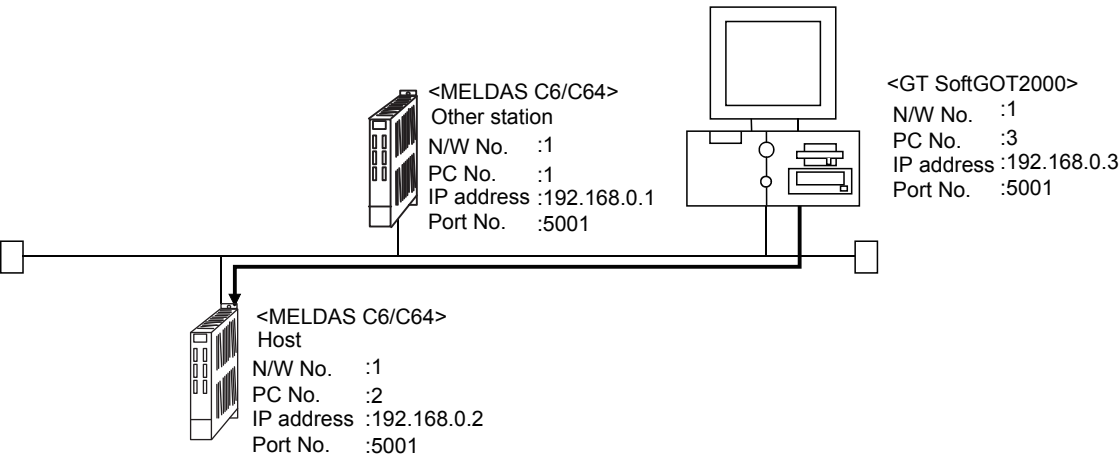 <MELDAS C6/C64>
Other station
N/W No. :1
PC No. :1
IP address :192.168.0.1
Port No. :5001
<GT SoftGOT2000>
N/W No. :1
PC No. :3
IP address :192.168.0.3
Port No. :5001
<MELDAS C6/C64>
Host
N/W No. :1
PC No. :2
IP address :192.168.0.2
Port No. :5001